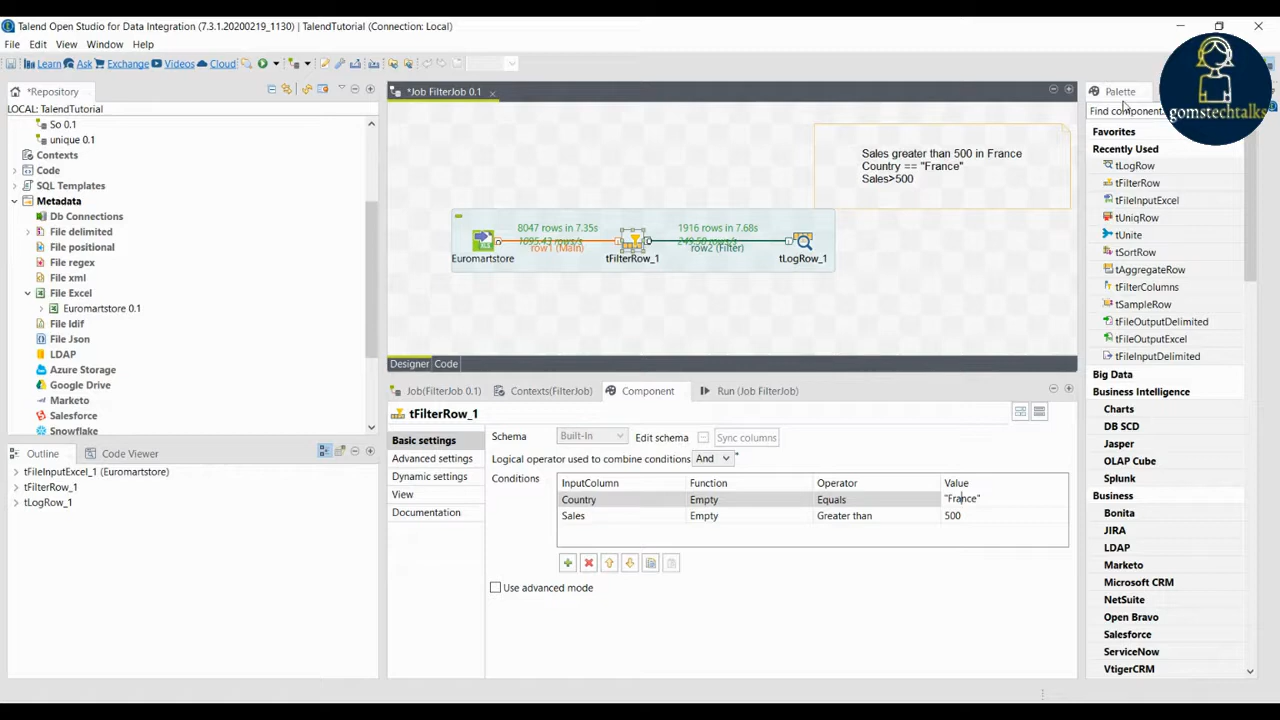 Talend Open Studio for Data Integration (7.3.1.20200219_1130) | TalendTutorial (Connection: Local)
File Edit View Window Help
Learn Ask Exchange Videos Cloud
*Repository
LOCAL: TalendTutorial
So 0.1
unique 0.1
Contexts
Code
SQL Templates
Metadata
Db Connections
File delimited
File positional
File regex
File xml
File Excel
Euromartstore 0.1
File ldif
File Json
LDAP
Azure Storage
Google Drive
Marketo
Salesforce
Snowflake
Outline Code Viewer
tFileInputExcel_1 (Euromartstore)
tFilterRow_1
tLogRow_1
*Job FilterJob 0.1
Sales greater than 500 in France
Country == "France"
Sales>500
8047 rows in 7.35s
1095.43 rows/s
row1 (Main)
1916 rows in 7.68s
249.58 rows/s
row2 (Filter)
Euromartstore
tFilterRow_1
tLogRow_1
Designer Code
Job(FilterJob 0.1) Contexts(FilterJob) Component Run (Job FilterJob)
tFilterRow_1
Basic settings
Advanced settings
Dynamic settings
View
Documentation
Schema Built-In Edit schema Sync columns
Logical operator used to combine conditions And *
Conditions
InputColumn Function Operator Value
Country Empty Equals "France"
Sales Empty Greater than 500
Use advanced mode
Palette
gomstechtalks
Find component
Favorites
Recently Used
tLogRow
tFilterRow
tFileInputExcel
tUniqRow
tUnite
tSortRow
tAggregateRow
tFilterColumns
tSampleRow
tFileOutputDelimited
tFileOutputExcel
tFileInputDelimited
Big Data
Business Intelligence
Charts
DB SCD
Jasper
OLAP Cube
Splunk
Business
Bonita
JIRA
LDAP
Marketo
Microsoft CRM
NetSuite
Open Bravo
Salesforce
ServiceNow
VtigerCRM